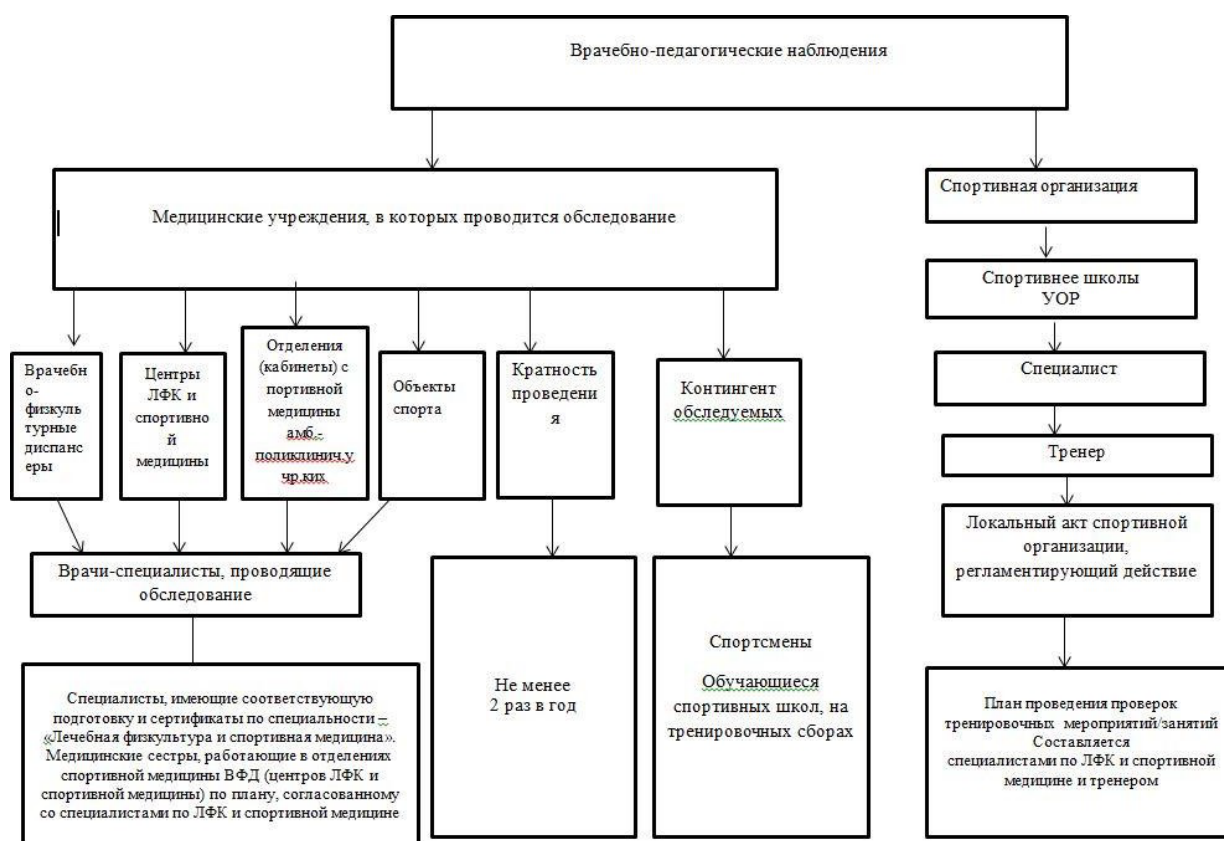 Врачебно-педагогические наблюдения
Медицинские учреждения, в которых проводится обследование
Спортивная организация
Спортивнее школы
УОР
Врачебн
о-
физкуль
турные
диспанс
еры
Центры
ЛФК и
спортивно
й
медицины
Отделения
(кабинеты) с
портивной
медицины
амб.-
поликлинич.у
чр.ких
Объекты
спорта
Кратность
проведени
я
Контингент
обследуемых
Специалист
Тренер
Врачи-специалисты, проводящие
обследование
Локальный акт спортивной
организации,
регламентирующий действие
Специалисты, имеющие соответствующую
подготовку и сертификаты по специальности –
«Лечебная физкультура и спортивная медицина».
Медицинские сестры, работающие в отделениях
спортивной медицины ВФД (центров ЛФК и
спортивной медицины) по плану, согласованному
со специалистами по ЛФК и спортивной медицине
Не менее
2 раз в год
Спортсмены
Обучающиеся
спортивных школ, на
тренировочных сборах
План проведения проверок
тренировочных мероприятий/занятий
Составляется
специалистами по ЛФК и спортивной
медицине и тренером